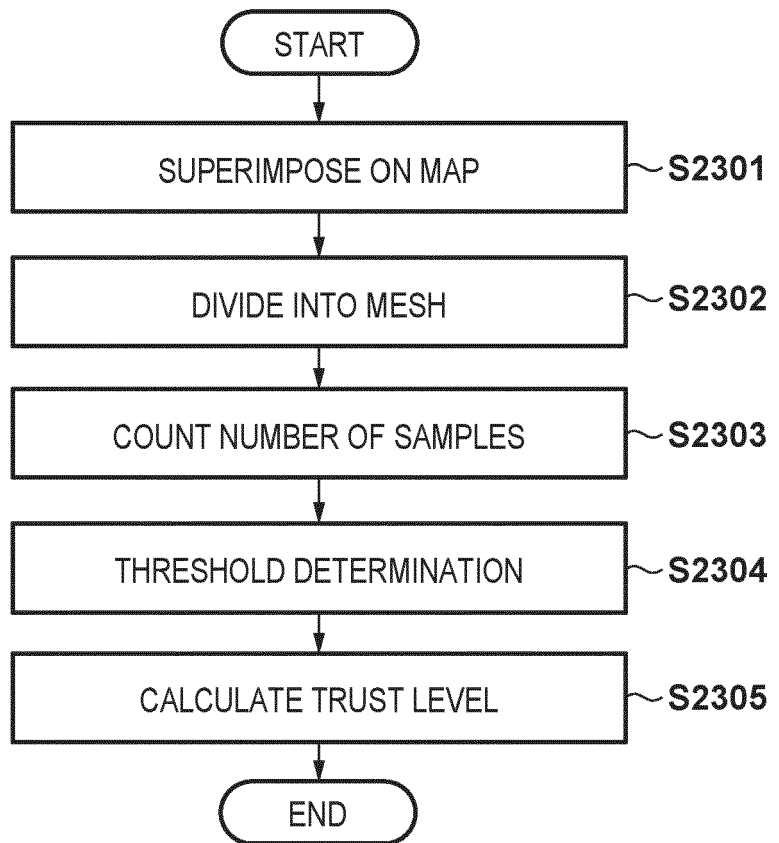 START
SUPERIMPOSE ON MAP
S2301
DIVIDE INTO MESH
S2302
COUNT NUMBER OF SAMPLES
S2303
THRESHOLD DETERMINATION
S2304
CALCULATE TRUST LEVEL
S2305
END